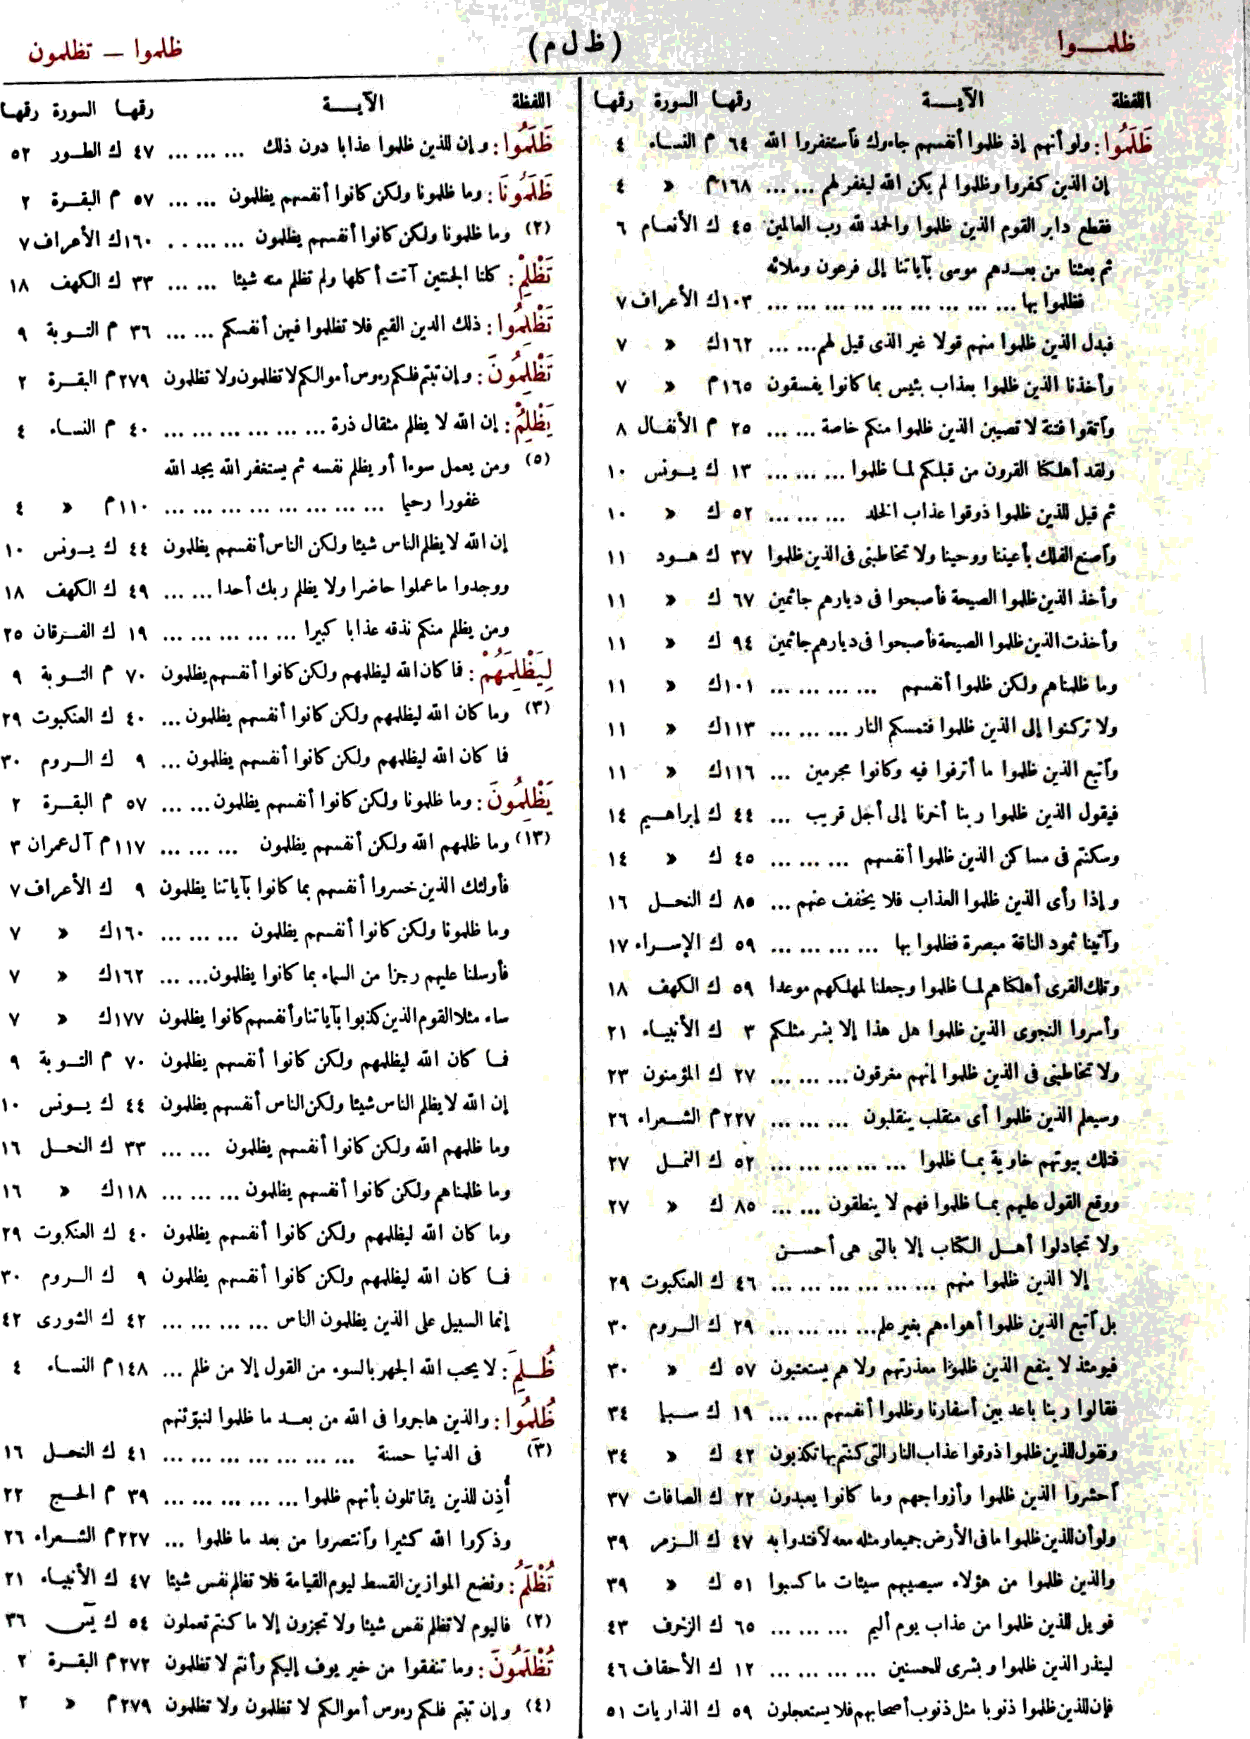 ظلمــوا
(ظ ل م)
ظلموا — تظلمون
اللفظة الآيــة رقها السورة رقها
ظَلَمُوا : ولو أنهم إذ ظلموا أنفسهم جاءوك فٱستغفروا الله ٦٤ م النساء ٤
إن الذين كفروا وظلموا لم يكن الله ليغفر لهم ... ... ١٦٨م « ٤
فقطع دابر القوم الذين ظلموا والحمد لله رب العالمين ٤٥ ك الأنعام ٦
ثم بعثنا من بعدهم موسى بآياتنا إلى فرعون وملائه
فظلموا بها ... ... ... ... ... ... ... ... ... ١٠٣ك الأعراف ٧
فبدل الذين ظلموا منهم قولا غير الذى قيل لهم... ... ١٦٢ك « ٧
وأخذنا الذين ظلموا بعذاب بئيس بما كانوا يفسقون ١٦٥م « ٧
وٱتقوا فتنة لا تصيبن الذين ظلموا منكم خاصة ... ... ٢٥ م الأنفال ٨
ولقد أهلكنا القرون من قبلكم لما ظلموا ... ... ... ١٣ ك يونس ١٠
ثم قيل للذين ظلموا ذوقوا عذاب الخلد ... ... ٥٢ ك « ١٠
وٱصنع الفلك بأعيننا ووحينا ولا تخاطبنى فى الذين ظلموا ٣٧ ك هود ١١
وأخذ الذين ظلموا الصيحة فأصبحوا فى ديارهم جاثمين ٦٧ ك « ١١
وأخذت الذين ظلموا الصيحة فأصبحوا فى ديارهم جاثمين ٩٤ ك « ١١
وما ظلمناهم ولكن ظلموا أنفسهم ... ... ... ... ١٠١ك « ١١
ولا تركنوا إلى الذين ظلموا فتمسكم النار ... ... ... ١١٣ك « ١١
وٱتبع الذين ظلموا ما أترفوا فيه وكانوا مجرمين ... ١١٦ك « ١١
فيقول الذين ظلموا ربنا أخرنا إلى أجل قريب ... ٤٤ ك إبراهيم ١٤
وسكنتم فى مساكن الذين ظلموا أنفسهم ... ... ... ٤٥ ك « ١٤
وإذا رأى الذين ظلموا العذاب فلا يخفف عنهم ... ٨٥ ك النحل ١٦
وآتينا ثمود الناقة مبصرة فظلموا بها ... ... ... ... ٥٩ ك الإسراء ١٧
وتلك القرى أهلكناهم لما ظلموا وجعلنا لمهلكهم موعدا ٥٩ ك الكهف ١٨
وأسروا النجوى الذين ظلموا هل هذا إلا بشر مثلكم ٣ ك الأنبياء ٢١
ولا تخاطبنى فى الذين ظلموا إنهم مغرقون ... ... ... ٢٧ ك المؤمنون ٢٣
وسيعلم الذين ظلموا أى منقلب ينقلبون ... ... ... ٢٢٧م الشعراء ٢٦
فتلك بيوتهم خاوية بما ظلموا ... ... ... ... ... ٥٢ ك النمل ٢٧
ووقع القول عليهم بما ظلموا فهم لا ينطقون ... ... ٨٥ ك « ٢٧
ولا تجادلوا أهل الكتاب إلا بالتى هى أحسن
إلا الذين ظلموا منهم ... ... ... ... ... ... ٤٦ ك العنكبوت ٢٩
بل ٱتبع الذين ظلموا أهواءهم بغير علم... ... ... ... ٢٩ ك الروم ٣٠
فيومئذ لا ينفع الذين ظلموا معذرتهم ولا هم يستعتبون ٥٧ ك « ٣٠
فقالوا ربنا باعد بين أسفارنا وظلموا أنفسهم ... ... ١٩ ك سبإ ٣٤
ونقول للذين ظلموا ذوقوا عذاب النار التى كنتم بها تكذبون ٤٢ ك « ٣٤
ٱحشروا الذين ظلموا وأزواجهم وما كانوا يعبدون ٢٢ ك الصافات ٣٧
ولو أن للذين ظلموا ما فى الأرض جميعا ومثله معه لٱفتدوا به ٤٧ ك الزمر ٣٩
والذين ظلموا من هؤلاء سيصيبهم سيئات ما كسبوا ٥١ ك « ٣٩
فويل للذين ظلموا من عذاب يوم أليم ... ... ... ٦٥ ك الزخرف ٤٣
لينذر الذين ظلموا وبشرى للمحسنين ... ... ... ... ١٢ ك الأحقاف ٤٦
فإن للذين ظلموا ذنوبا مثل ذنوب أصحابهم فلا يستعجلون ٥٩ ك الذاريات ٥١
اللفظة الآيــة رقها السورة رقها
ظَلَمُوا : وإن للذين ظلموا عذابا دون ذلك ... ... ... ٤٧ ك الطور ٥٢
ظَلَمُونَا : وما ظلمونا ولكن كانوا أنفسهم يظلمون ... ... ٥٧ م البقرة ٢
(٢) وما ظلمونا ولكن كانوا أنفسهم يظلمون ... ... . . ١٦٠ك الأعراف ٧
تَظْلِمْ : كلتا الجنتين آتت أكلها ولم تظلم منه شيئا ... ... ٣٣ ك الكهف ١٨
تَظْلِمُوا : ذلك الدين القيم فلا تظلموا فيهن أنفسكم ... ... ٣٦ م التوبة ٩
تَظْلِمُونَ : وإن تبتم فلكم رءوس أموالكم لا تظلمون ولا تظلمون ٢٧٩م البقرة ٢
يَظْلِمُ : إن الله لا يظلم مثقال ذرة ... ... ... ... ... ... ٤٠ م النساء ٤
(٥) ومن يعمل سوءا أو يظلم نفسه ثم يستغفر الله يجد الله
غفورا رحيما ... ... ... ... ... ... ... ... ١١٠م « ٤
إن الله لا يظلم الناس شيئا ولكن الناس أنفسهم يظلمون ٤٤ ك يونس ١٠
ووجدوا ما عملوا حاضرا ولا يظلم ربك أحدا ... ... ٤٩ ك الكهف ١٨
ومن يظلم منكم نذقه عذابا كبيرا ... ... ... ... ... ١٩ ك الفرقان ٢٥
لِيَظْلِمَهُمْ : فما كان الله ليظلمهم ولكن كانوا أنفسهم يظلمون ٧٠ م التوبة ٩
(٣) وما كان الله ليظلمهم ولكن كانوا أنفسهم يظلمون ... ٤٠ ك العنكبوت ٢٩
فما كان الله ليظلمهم ولكن كانوا أنفسهم يظلمون ... ٩ ك الروم ٣٠
يَظْلِمُونَ : وما ظلمونا ولكن كانوا أنفسهم يظلمون... ... ٥٧ م البقرة ٢
(١٣) وما ظلمهم الله ولكن أنفسهم يظلمون ... ... ... ١١٧م آل عمران ٣
فأولئك الذين خسروا أنفسهم بما كانوا بآياتنا يظلمون ٩ ك الأعراف ٧
وما ظلمونا ولكن كانوا أنفسهم يظلمون ... ... ... ١٦٠ك « ٧
فأرسلنا عليهم رجزا من السماء بما كانوا يظلمون... ... ١٦٢ك « ٧
ساء مثلا القوم الذين كذبوا بآياتنا وأنفسهم كانوا يظلمون ١٧٧ك « ٧
فما كان الله ليظلمهم ولكن كانوا أنفسهم يظلمون ٧٠ م التوبة ٩
إن الله لا يظلم الناس شيئا ولكن الناس أنفسهم يظلمون ٤٤ ك يونس ١٠
وما ظلمهم الله ولكن كانوا أنفسهم يظلمون ... ... ٣٣ ك النحل ١٦
وما ظلمناهم ولكن كانوا أنفسهم يظلمون ... ... ... ١١٨ك « ١٦
وما كان الله ليظلمهم ولكن كانوا أنفسهم يظلمون ٤٠ ك العنكبوت ٢٩
فما كان الله ليظلمهم ولكن كانوا أنفسهم يظلمون ٩ ك الروم ٣٠
إنما السبيل على الذين يظلمون الناس ... ... ... ... ٤٢ ك الشورى ٤٢
ظُلِمَ : لا يحب الله الجهر بالسوء من القول إلا من ظلم ... ١٤٨م النساء ٤
ظُلِمُوا : والذين هاجروا فى الله من بعد ما ظلموا لنبوئنهم
(٣) فى الدنيا حسنة ... ... ... ... ... ... ... ٤١ ك النحل ١٦
أُذِن للذين يقاتلون بأنهم ظلموا ... ... ... ... ... ٣٩ م الحج ٢٢
وذكروا الله كثيرا وٱنتصروا من بعد ما ظلموا ... ٢٢٧م الشعراء ٢٦
تُظْلَمُ : ونضع الموازين القسط ليوم القيامة فلا تظلم نفس شيئا ٤٧ ك الأنبياء ٢١
(٢) فاليوم لا تظلم نفس شيئا ولا تجزون إلا ما كنتم تعملون ٥٤ ك يس ٣٦
تُظْلَمُونَ : وما تنفقوا من خير يوف إليكم وأنتم لا تظلمون ٢٧٢م البقرة ٢
(٤) وإن تبتم فلكم رءوس أموالكم لا تظلمون ولا تظلمون ٢٧٩م « ٢